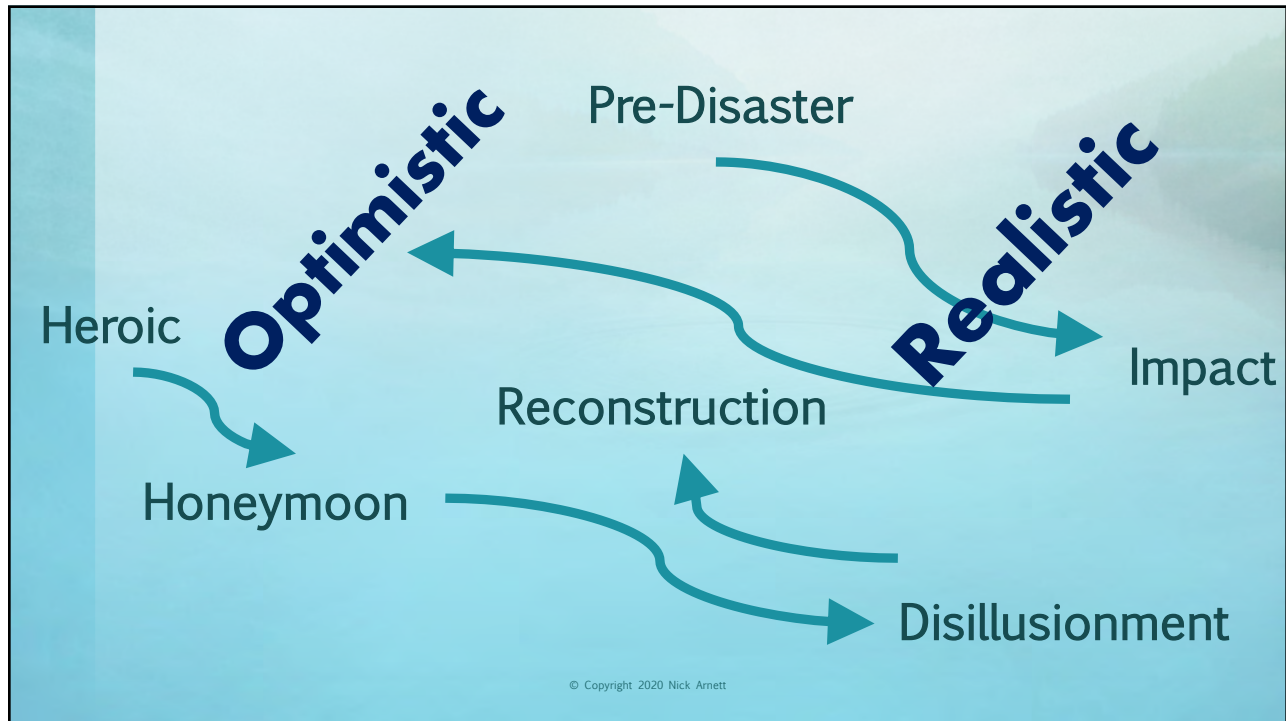 Pre-Disaster
Optimistic
Realistic
Heroic
Impact
Reconstruction
Honeymoon
Disillusionment
© Copyright 2020 Nick Arnett